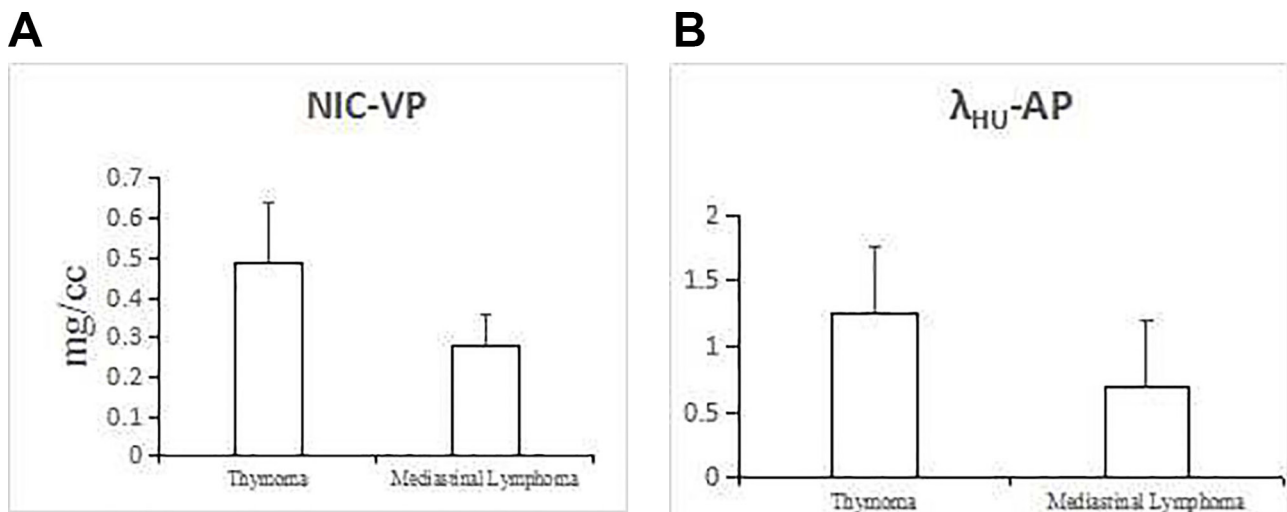 A
NIC-VP
mg/cc
0.7
0.6
0.5
0.4
0.3
0.2
0.1
0
Thymoma Mediastinal Lymphoma
B
λHU-AP
2
1.5
1
0.5
0
Thymoma Mediastinal Lymphoma